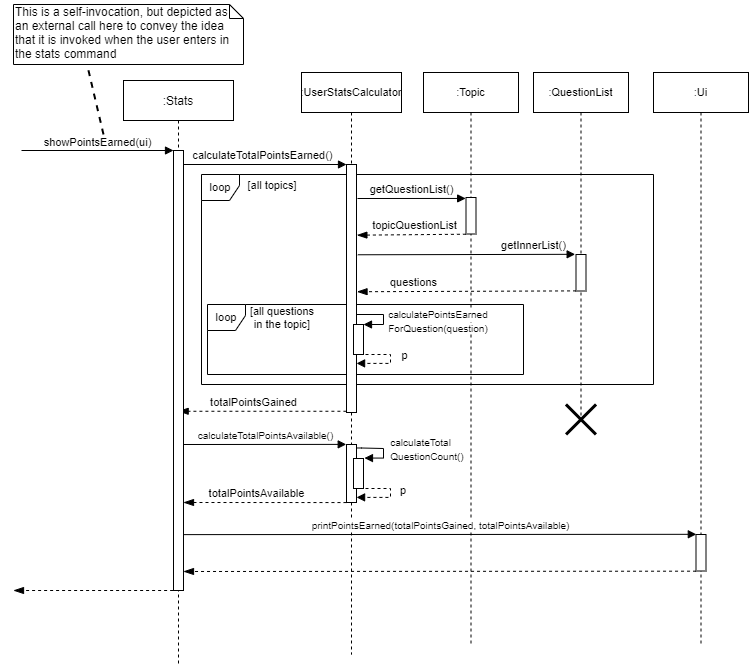 This is a self-invocation, but depicted as
an external call here to convey the idea
that it is invoked when the user enters in
the stats command
:Stats
:UserStatsCalculator
:Topic
:QuestionList
:Ui
showPointsEarned(ui)
calculateTotalPointsEarned()
loop
[all topics]
getQuestionList()
topicQuestionList
getInnerList()
questions
loop
[all questions
in the topic]
calculatePointsEarned
ForQuestion(question)
p
totalPointsGained
calculateTotalPointsAvailable()
calculateTotal
QuestionCount()
p
totalPointsAvailable
printPointsEarned(totalPointsGained, totalPointsAvailable)